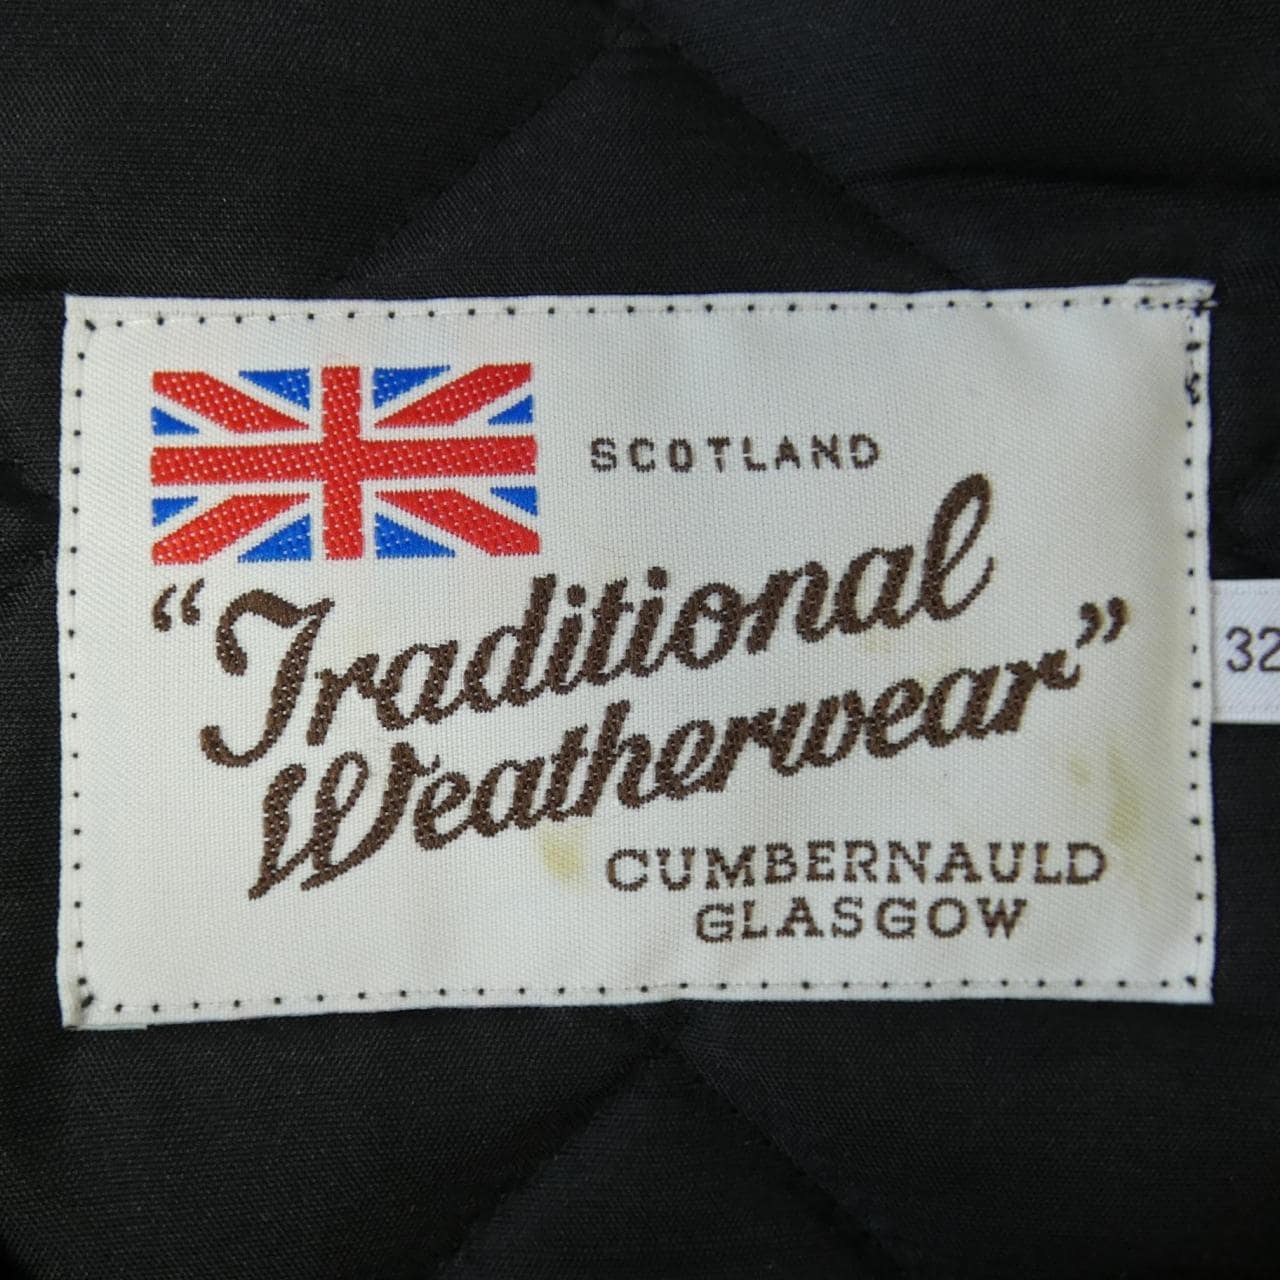 SCOTLAND
“Traditional
Weatherwear”
CUMBERNAULD
GLASGOW
32